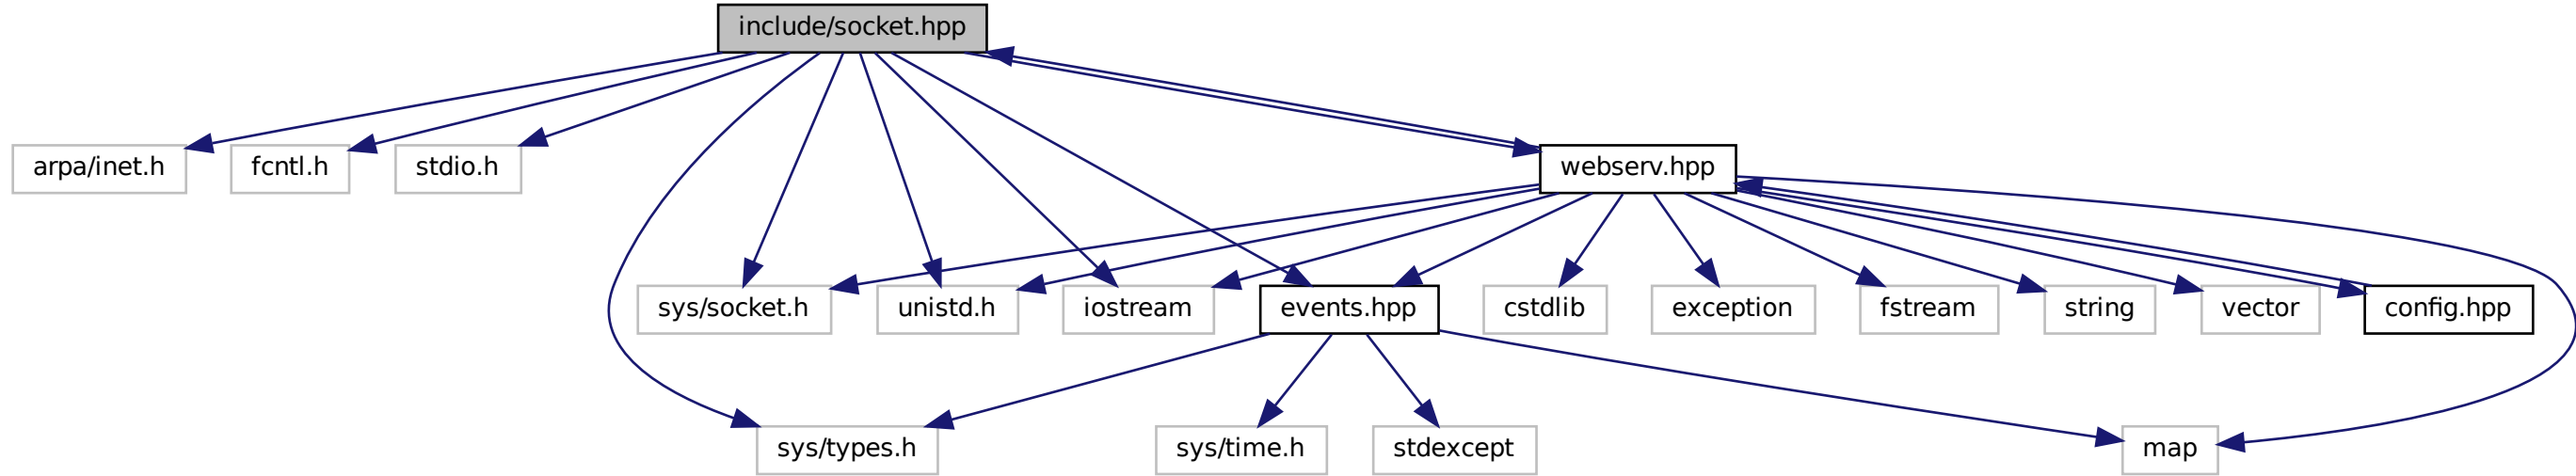 include/socket.hpp
arpa/inet.h
fcntl.h
stdio.h
webserv.hpp
sys/socket.h
unistd.h
iostream
events.hpp
cstdlib
exception
fstream
string
vector
config.hpp
sys/types.h
sys/time.h
stdexcept
map